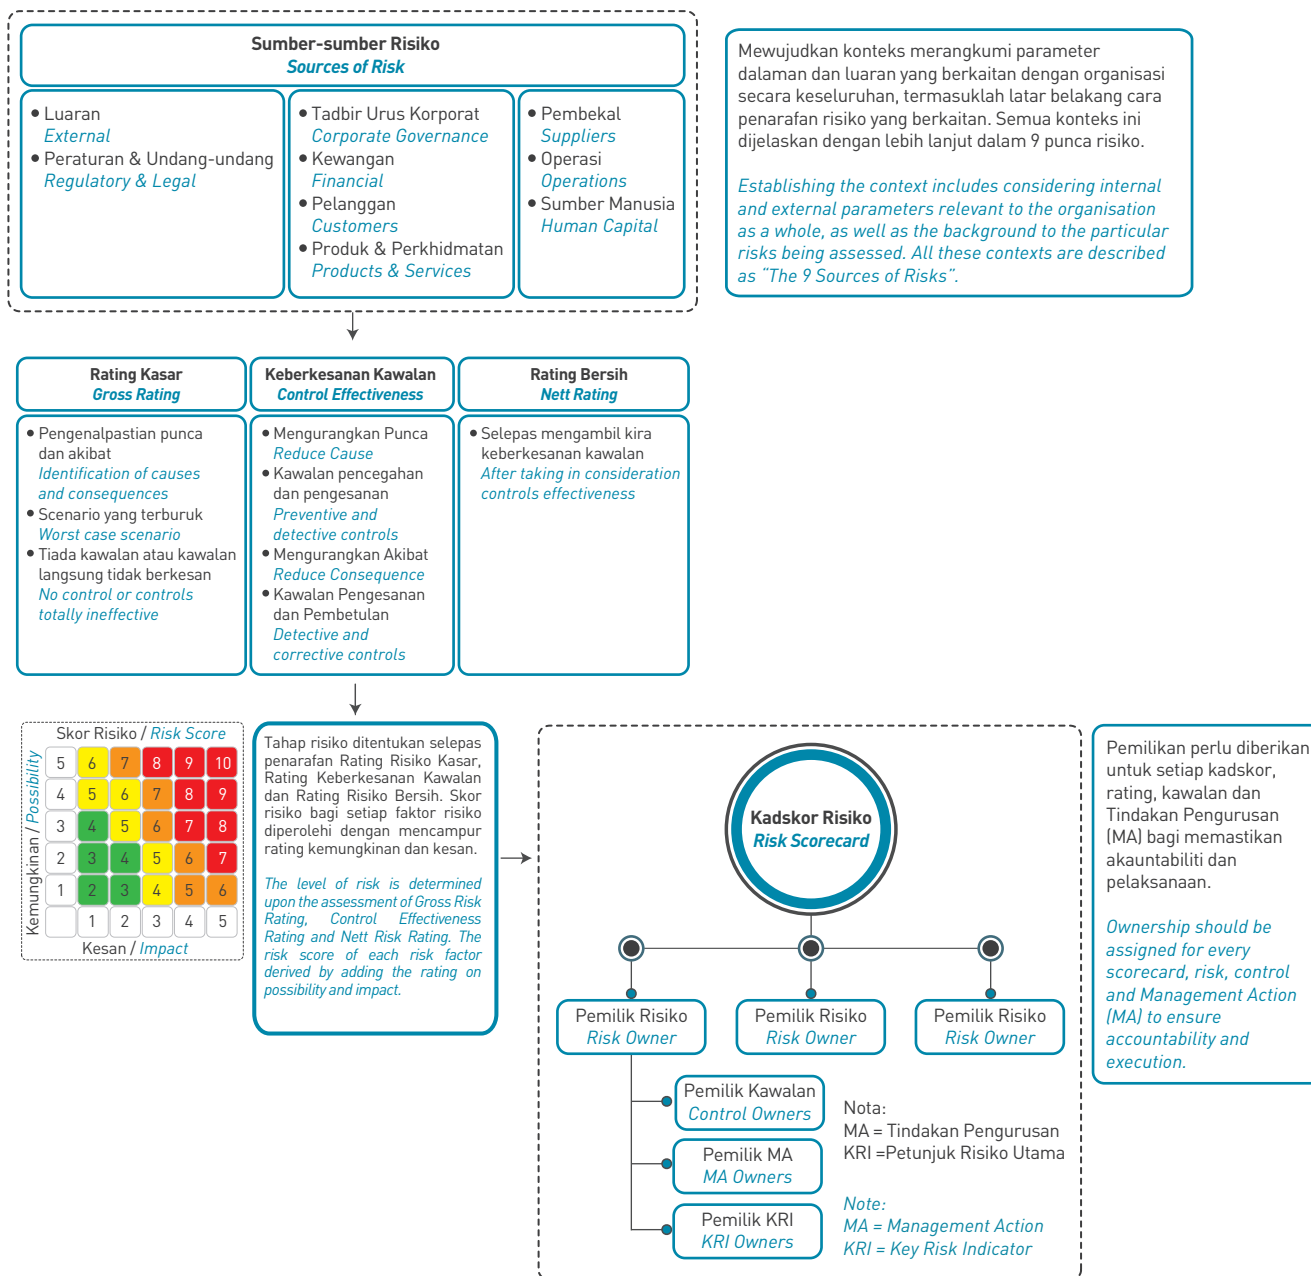 Sumber-sumber Risiko
Sources of Risk
• Luaran
External
• Peraturan & Undang-undang
Regulatory & Legal
• Tadbir Urus Korporat
Corporate Governance
• Kewangan
Financial
• Pelanggan
Customers
• Produk & Perkhidmatan
Products & Services
• Pembekal
Suppliers
• Operasi
Operations
• Sumber Manusia
Human Capital
Mewujudkan konteks merangkumi parameter
dalaman dan luaran yang berkaitan dengan organisasi
secara keseluruhan, termasuklah latar belakang cara
penarafan risiko yang berkaitan. Semua konteks ini
dijelaskan dengan lebih lanjut dalam 9 punca risiko.
Establishing the context includes considering internal
and external parameters relevant to the organisation
as a whole, as well as the background to the particular
risks being assessed. All these contexts are described
as “The 9 Sources of Risks”.
Rating Kasar
Gross Rating
• Pengenalpastian punca
dan akibat
Identification of causes
and consequences
• Scenario yang terburuk
Worst case scenario
• Tiada kawalan atau kawalan
langsung tidak berkesan
No control or controls
totally ineffective
Keberkesanan Kawalan
Control Effectiveness
• Mengurangkan Punca
Reduce Cause
• Kawalan pencegahan
dan pengesanan
Preventive and
detective controls
• Mengurangkan Akibat
Reduce Consequence
• Kawalan Pengesanan
dan Pembetulan
Detective and
corrective controls
Rating Bersih
Nett Rating
• Selepas mengambil kira
keberkesanan kawalan
After taking in consideration
controls effectiveness
Skor Risiko / Risk Score
Kemungkinan / Possibility
5 6 7 8 9 10
4 5 6 7 8 9
3 4 5 6 7 8
2 3 4 5 6 7
1 2 3 4 5 6
1 2 3 4 5
Kesan / Impact
Tahap risiko ditentukan selepas
penarafan Rating Risiko Kasar,
Rating Keberkesanan Kawalan
dan Rating Risiko Bersih. Skor
risiko bagi setiap faktor risiko
diperolehi dengan mencampur
rating kemungkinan dan kesan.
The level of risk is determined
upon the assessment of Gross Risk
Rating, Control Effectiveness
Rating and Nett Risk Rating. The
risk score of each risk factor
derived by adding the rating on
possibility and impact.
Kadskor Risiko
Risk Scorecard
Pemilik Risiko
Risk Owner
Pemilik Risiko
Risk Owner
Pemilik Risiko
Risk Owner
Pemilik Kawalan
Control Owners
Pemilik MA
MA Owners
Pemilik KRI
KRI Owners
Nota:
MA = Tindakan Pengurusan
KRI =Petunjuk Risiko Utama
Note:
MA = Management Action
KRI = Key Risk Indicator
Pemilikan perlu diberikan
untuk setiap kadskor,
rating, kawalan dan
Tindakan Pengurusan
(MA) bagi memastikan
akauntabiliti dan
pelaksanaan.
Ownership should be
assigned for every
scorecard, risk, control
and Management Action
(MA) to ensure
accountability and
execution.